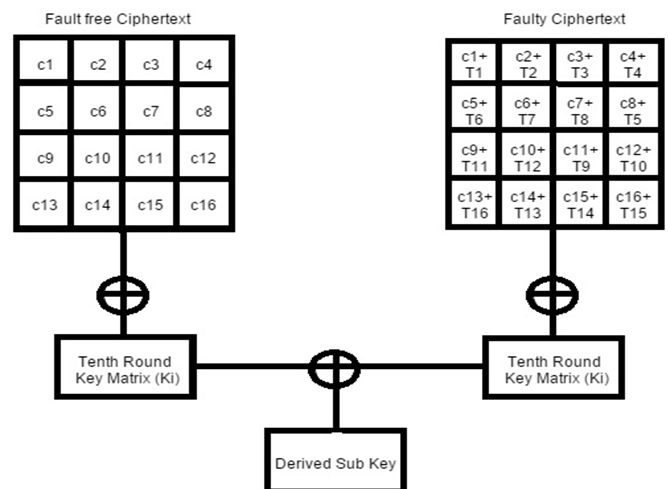 Fault free Ciphertext
Faulty Ciphertext
c1 c2 c3 c4
c5 c6 c7 c8
c9 c10 c11 c12
c13 c14 c15 c16
c1+ c2+ c3+ c4+
T1 T2 T3 T4
c5+ c6+ c7+ c8+
T6 T7 T8 T5
c9+ c10+ c11+ c12+
T11 T12 T9 T10
c13+ c14+ c15+ c16+
T16 T13 T14 T15
Tenth Round
Key Matrix (Ki)
Tenth Round
Key Matrix (Ki)
Derived Sub Key